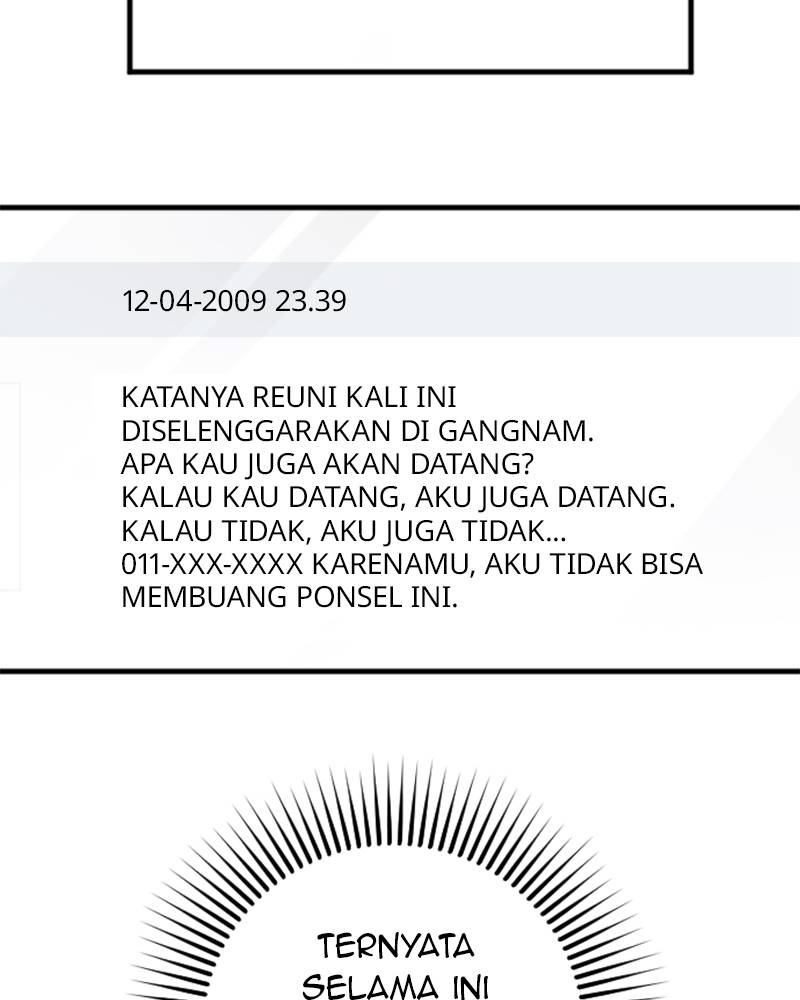 12-04-2009 23.39
KATANYA REUNI KALI INI
DISELENGGARAKAN DI GANGNAM.
APA KAU JUGA AKAN DATANG?
KALAU KAU DATANG, AKU JUGA DATANG.
KALAU TIDAK, AKU JUGA TIDAK...
011-XXX-XXXX KARENAMU, AKU TIDAK BISA
MEMBUANG PONSEL INI.
TERNYATA
SELAMA INI